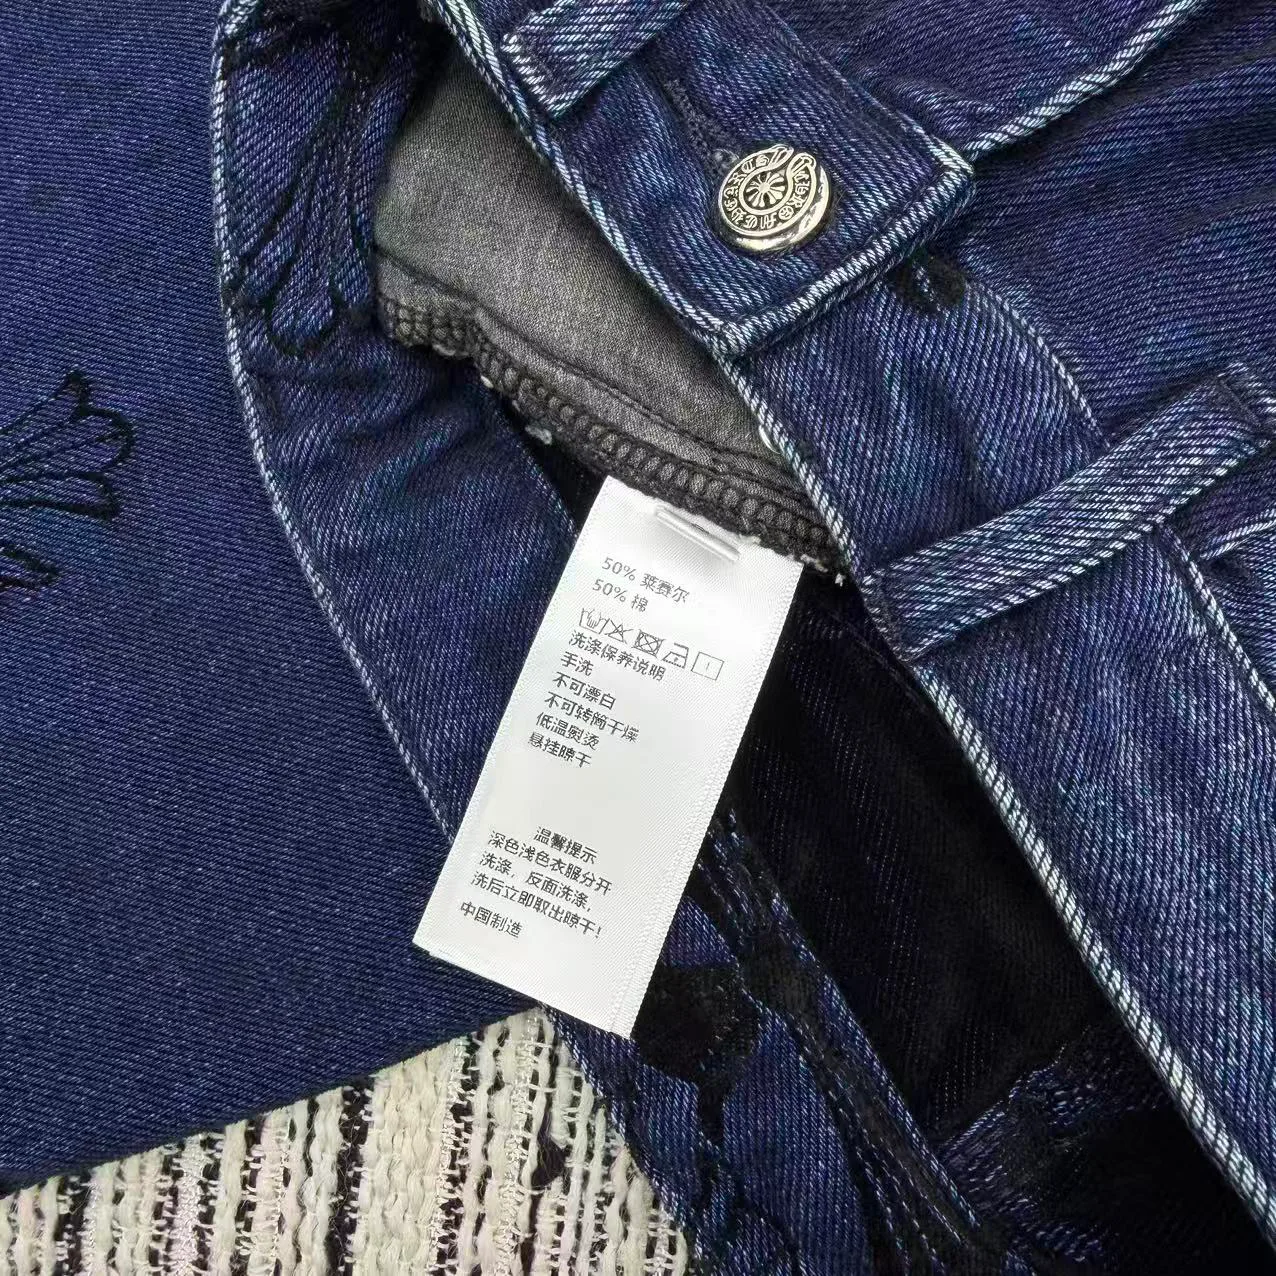 CHROME HEARTS
50% 莱赛尔
50% 棉
洗涤保养说明
手洗
不可漂白
不可转筒干燥
低温熨烫
悬挂晾干
温馨提示
深色浅色衣服分开
洗涤，反面洗涤，
洗后立即取出晾干！
中国制造